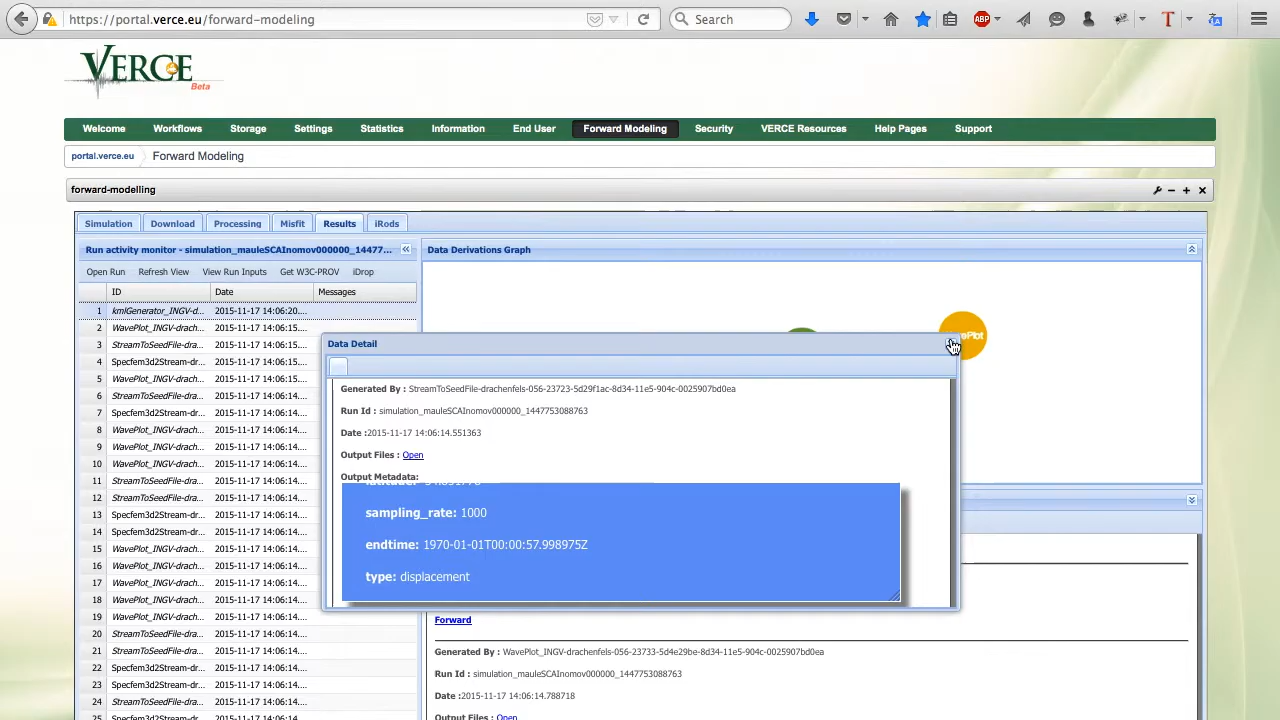 https://portal.verce.eu/forward-modeling
Search
ABP
T
VERCE
Beta
Welcome Workflows Storage Settings Statistics Information End User Forward Modeling Security VERCE Resources Help Pages Support
portal.verce.eu Forward Modeling
forward-modelling
Simulation Download Processing Misfit Results iRods
Run activity monitor - simulation_mauleSCAInomov000000_14477...
Data Derivations Graph
Open Run Refresh View View Run Inputs Get W3C-PROV iDrop
ID Date Messages
1 kmlGenerator_INGV-d... 2015-11-17 14:06:20....
2 WavePlot_INGV-drach... 2015-11-17 14:06:15....
3 StreamToSeedFile-dra... 2015-11-17 14:06:15....
4 Specfem3d2Stream-dr... 2015-11-17 14:06:15....
5 WavePlot_INGV-drach... 2015-11-17 14:06:15....
6 StreamToSeedFile-dra... 2015-11-17 14:06:14....
7 Specfem3d2Stream-dr... 2015-11-17 14:06:14....
8 WavePlot_INGV-drach... 2015-11-17 14:06:14....
9 WavePlot_INGV-drach... 2015-11-17 14:06:14....
10 Specfem3d2Stream-dr... 2015-11-17 14:06:14....
11 StreamToSeedFile-dra... 2015-11-17 14:06:14....
12 StreamToSeedFile-dra... 2015-11-17 14:06:14....
13 Specfem3d2Stream-dr... 2015-11-17 14:06:14....
14 Specfem3d2Stream-dr... 2015-11-17 14:06:14....
15 WavePlot_INGV-drach... 2015-11-17 14:06:14....
16 StreamToSeedFile-dra... 2015-11-17 14:06:14....
17 WavePlot_INGV-drach... 2015-11-17 14:06:14....
18 StreamToSeedFile-dra... 2015-11-17 14:06:14....
19 WavePlot_INGV-drach... 2015-11-17 14:06:14....
20 StreamToSeedFile-dra... 2015-11-17 14:06:14....
21 StreamToSeedFile-dra... 2015-11-17 14:06:14....
22 Specfem3d2Stream-dr... 2015-11-17 14:06:14....
23 Specfem3d2Stream-dr... 2015-11-17 14:06:14....
24 StreamToSeedFile-dra... 2015-11-17 14:06:14....
25 Specfem3d2Stream-dr... 2015-11-17 14:06:14....
Data Detail
Generated By : StreamToSeedFile-drachenfels-056-23723-5d29f1ac-8d34-11e5-904c-0025907bd0ea
Run Id : simulation_mauleSCAInomov000000_1447753088763
Date :2015-11-17 14:06:14.551363
Output Files : Open
Output Metadata:
sampling_rate: 1000
endtime: 1970-01-01T00:00:57.998975Z
type: displacement
Forward
Generated By : WavePlot_INGV-drachenfels-056-23733-5d4e29be-8d34-11e5-904c-0025907bd0ea
Run Id : simulation_mauleSCAInomov000000_1447753088763
Date :2015-11-17 14:06:14.788718
Output Files : Open